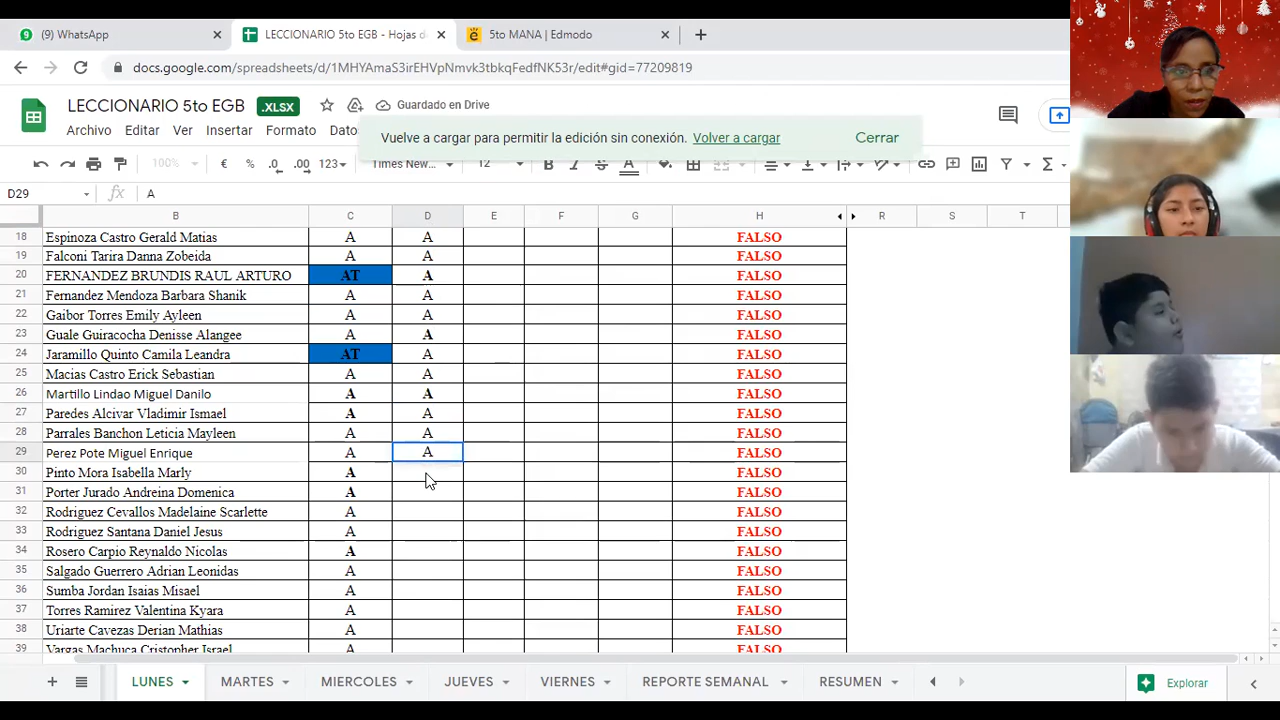 9 (9) WhatsApp
LECCIONARIO 5to EGB - Hojas d
5to MANA | Edmodo
docs.google.com/spreadsheets/d/1MHYAmaS3irEHVpNmvk3tbkqFedfNK53r/edit#gid=77209819
LECCIONARIO 5to EGB .XLSX Guardado en Drive
Archivo Editar Ver Insertar Formato Dato
Vuelve a cargar para permitir la edición sin conexión. Volver a cargar Cerrar
100% € % .0 .00 123 Times New... 12 B I S A Σ
D29 fx A
B C D E F G H R S T
18 Espinoza Castro Gerald Matias A A FALSO
19 Falconi Tarira Danna Zobeida A A FALSO
20 FERNANDEZ BRUNDIS RAUL ARTURO AT A FALSO
21 Fernandez Mendoza Barbara Shanik A A FALSO
22 Gaibor Torres Emily Ayleen A A FALSO
23 Guale Guiracocha Denisse Alangee A A FALSO
24 Jaramillo Quinto Camila Leandra AT A FALSO
25 Macias Castro Erick Sebastian A A FALSO
26 Martillo Lindao Miguel Danilo A A FALSO
27 Paredes Alcivar Vladimir Ismael A A FALSO
28 Parrales Banchon Leticia Mayleen A A FALSO
29 Perez Pote Miguel Enrique A A FALSO
30 Pinto Mora Isabella Marly A FALSO
31 Porter Jurado Andreina Domenica A FALSO
32 Rodriguez Cevallos Madelaine Scarlette A FALSO
33 Rodriguez Santana Daniel Jesus A FALSO
34 Rosero Carpio Reynaldo Nicolas A FALSO
35 Salgado Guerrero Adrian Leonidas A FALSO
36 Sumba Jordan Isaias Misael A FALSO
37 Torres Ramirez Valentina Kyara A FALSO
38 Uriarte Cavezas Derian Mathias A FALSO
39 Vargas Machuca Cristopher Israel A FALSO
LUNES MARTES MIERCOLES JUEVES VIERNES REPORTE SEMANAL RESUMEN Explorar